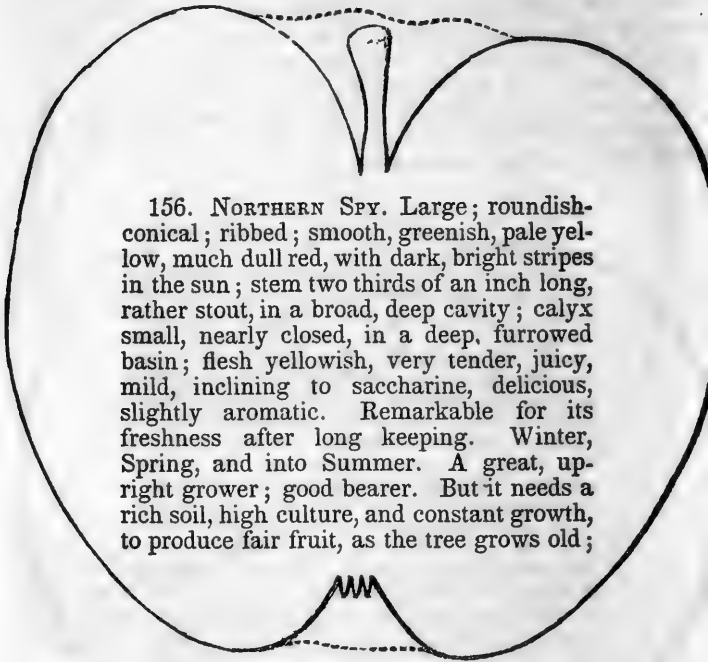 156. NORTHERN SPY. Large; roundish-
conical; ribbed; smooth, greenish, pale yel-
low, much dull red, with dark, bright stripes
in the sun; stem two thirds of an inch long,
rather stout, in a broad, deep cavity; calyx
small, nearly closed, in a deep, furrowed
basin; flesh yellowish, very tender, juicy,
mild, inclining to saccharine, delicious,
slightly aromatic. Remarkable for its
freshness after long keeping. Winter,
Spring, and into Summer. A great, up-
right grower; good bearer. But it needs a
rich soil, high culture, and constant growth,
to produce fair fruit, as the tree grows old;